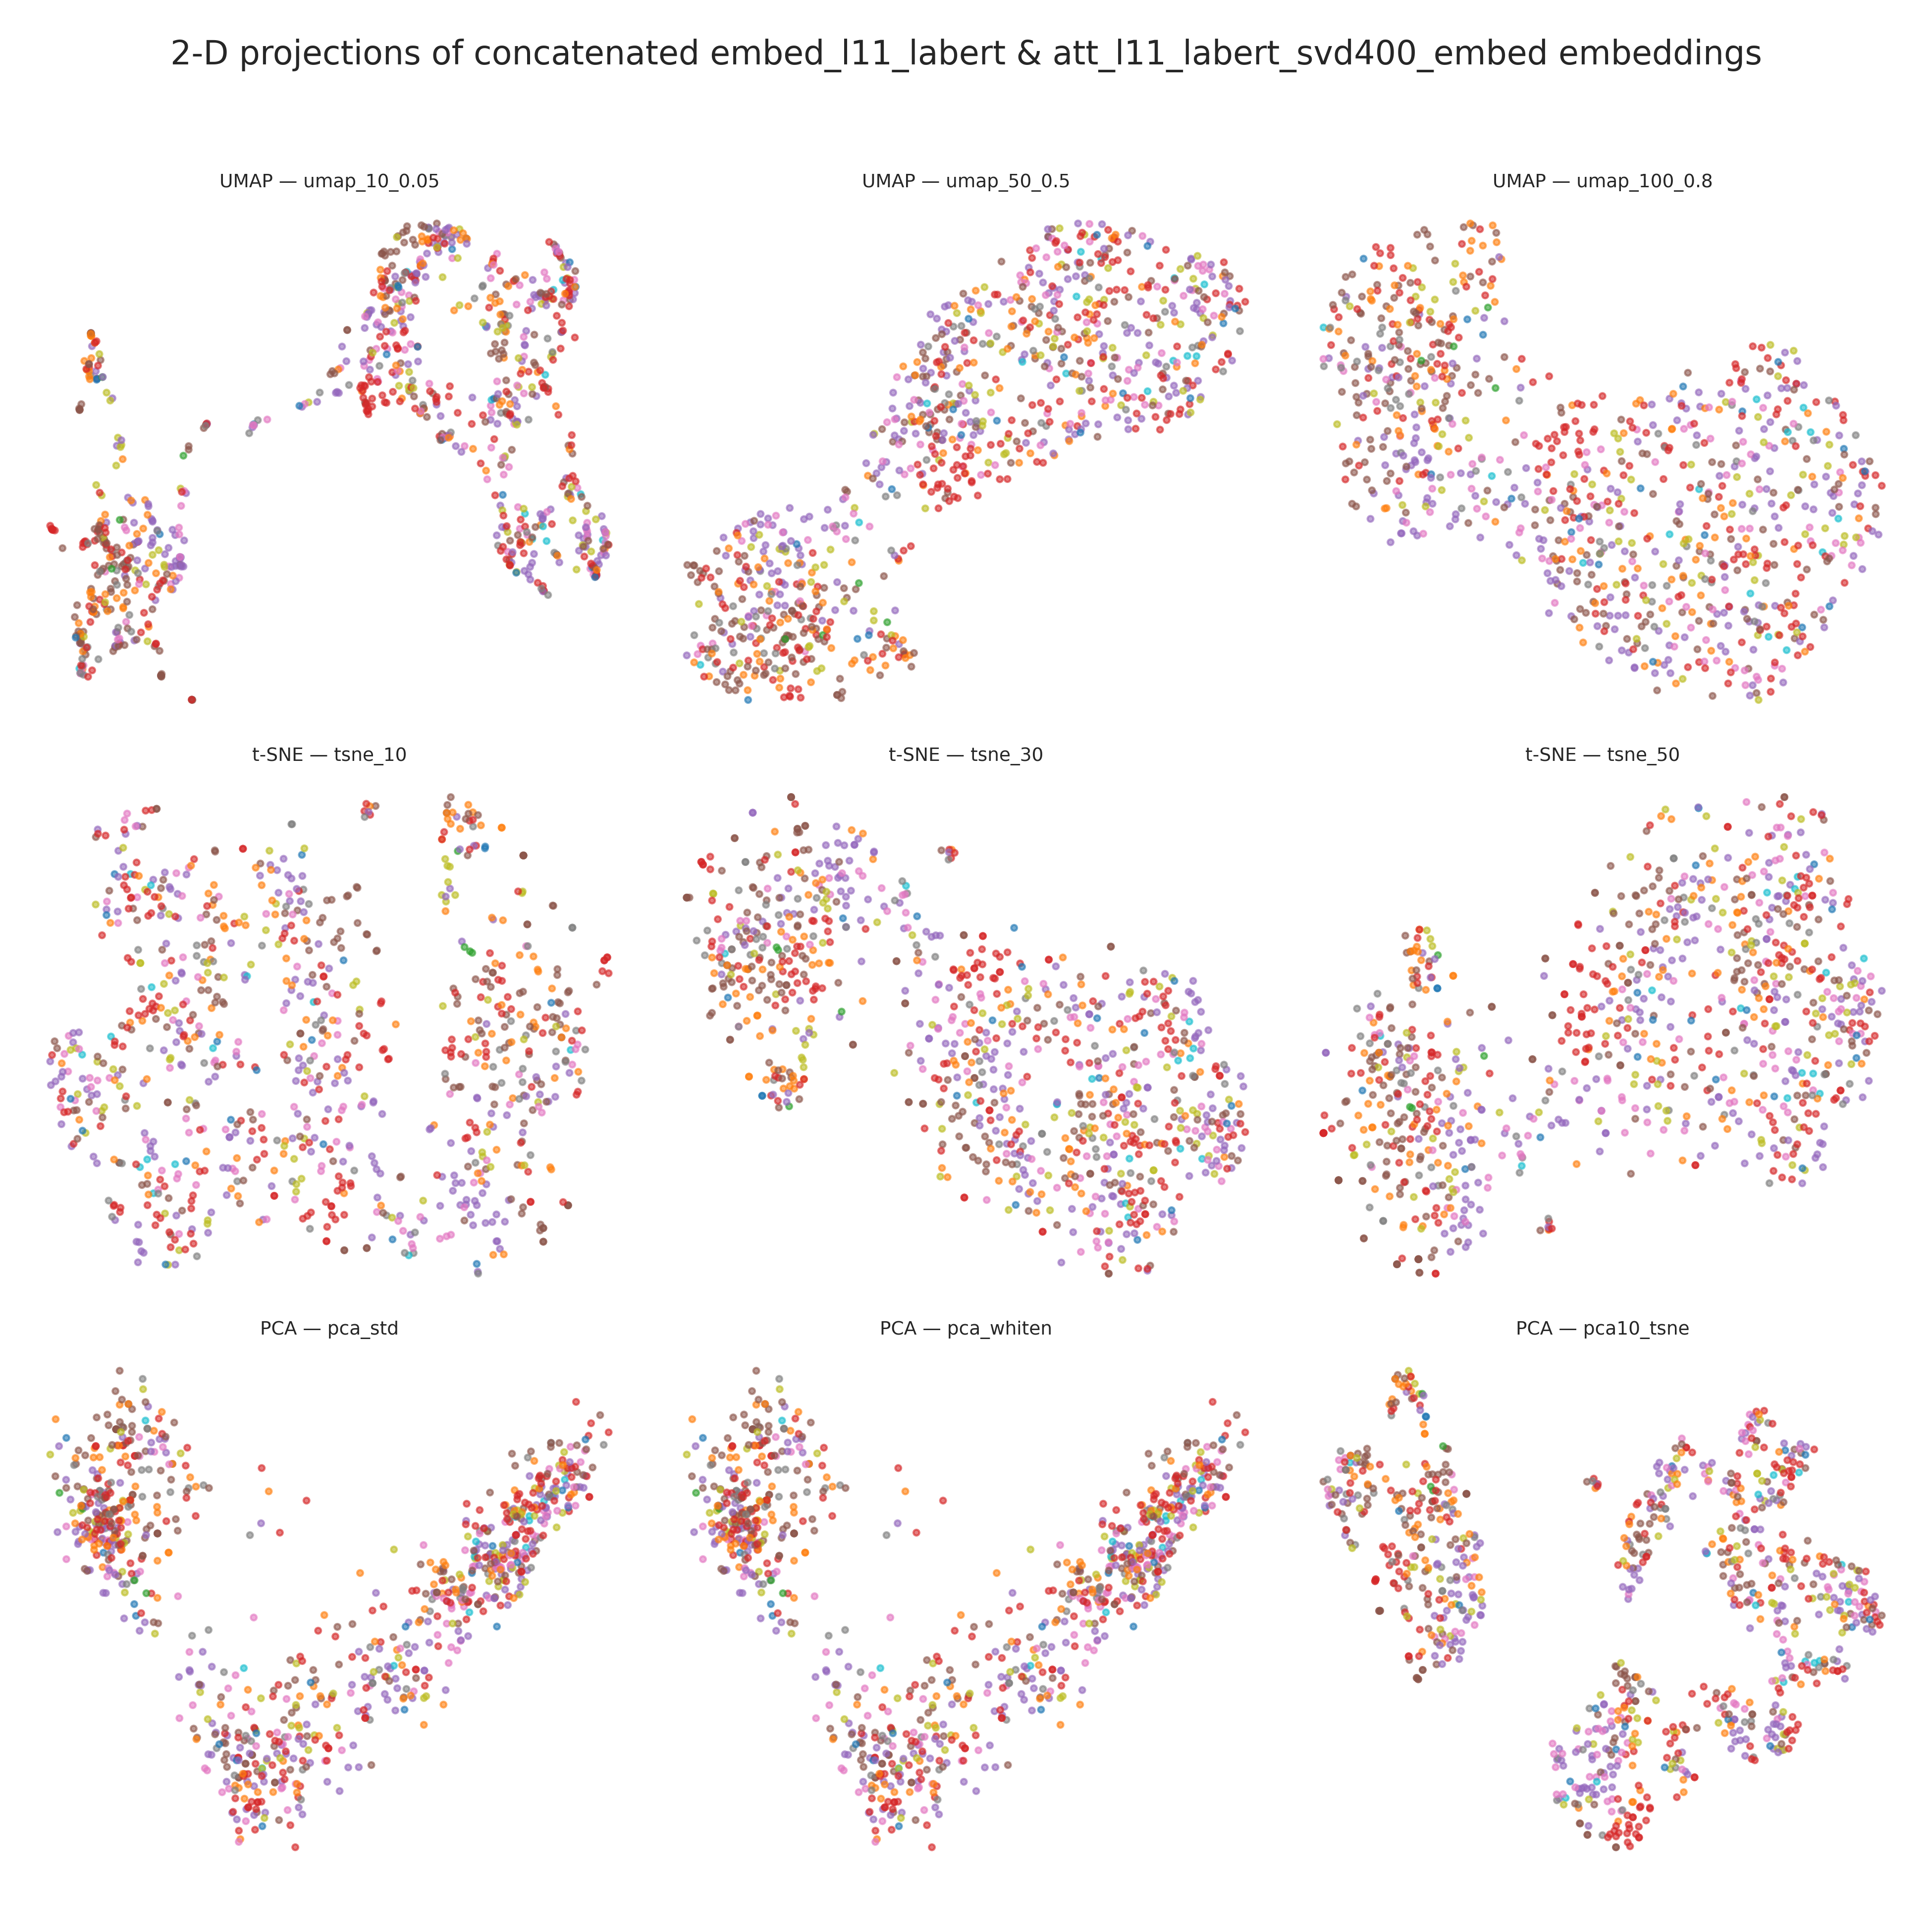 2-D projections of concatenated embed_l11_labert & att_l11_labert_svd400_embed embeddings
UMAP — umap_10_0.05
UMAP — umap_50_0.5
UMAP — umap_100_0.8
t-SNE — tsne_10
t-SNE — tsne_30
t-SNE — tsne_50
PCA — pca_std
PCA — pca_whiten
PCA — pca10_tsne